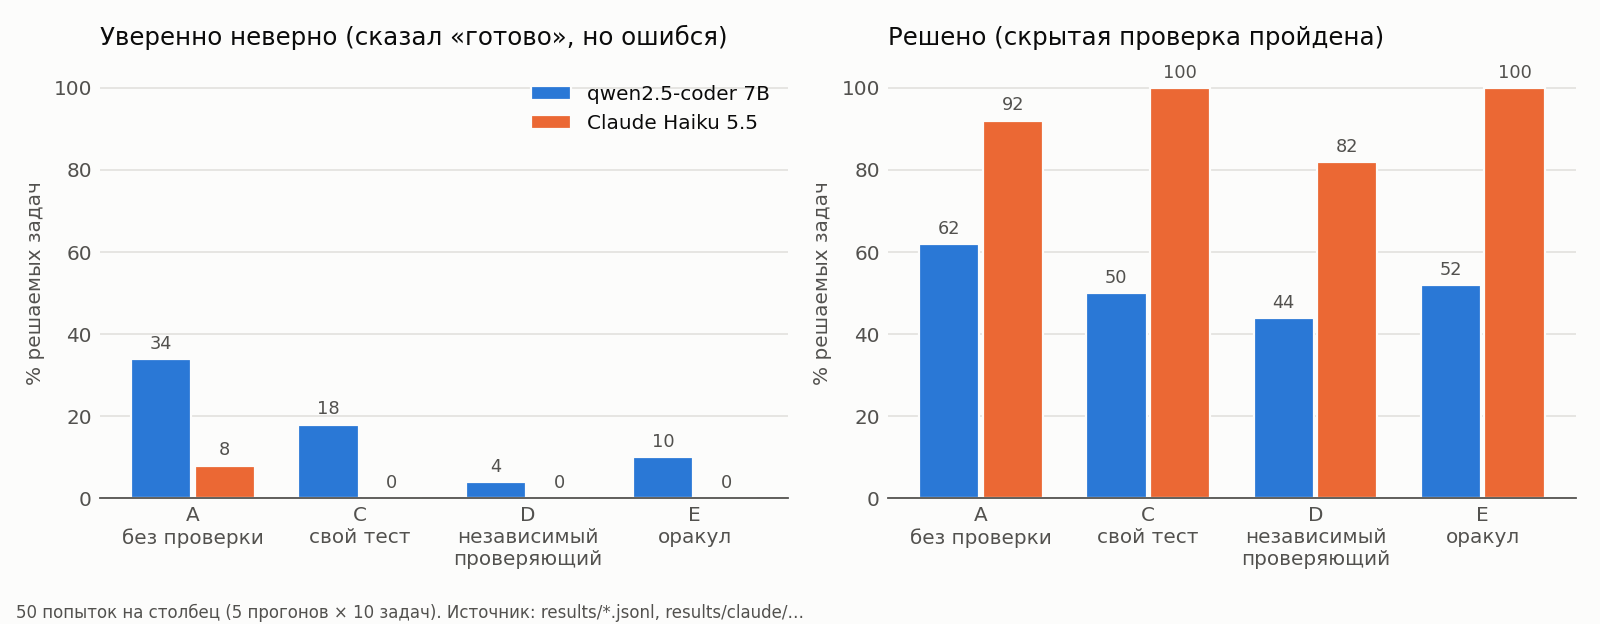 Уверенно неверно (сказал «готово», но ошибся)
qwen2.5-coder 7B
Claude Haiku 5.5
% решаемых задач
100
80
60
40
20
0
34
8
18
0
4
0
10
0
A
без проверки
C
свой тест
D
независимый
проверяющий
E
оракул
Решено (скрытая проверка пройдена)
% решаемых задач
100
80
60
40
20
0
62
92
50
100
44
82
52
100
A
без проверки
C
свой тест
D
независимый
проверяющий
E
оракул
50 попыток на столбец (5 прогонов × 10 задач). Источник: results/*.jsonl, results/claude/…